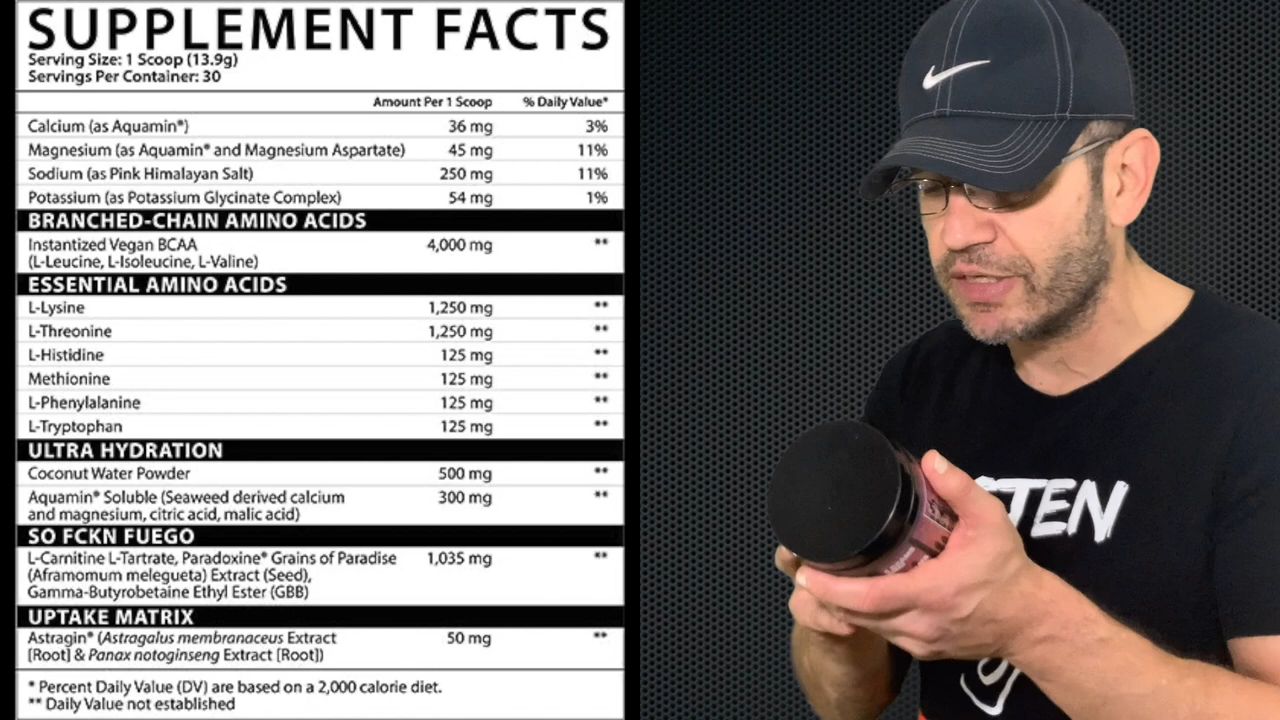 SUPPLEMENT FACTS
Serving Size: 1 Scoop (13.9g)
Servings Per Container: 30
Amount Per 1 Scoop % Daily Value*
Calcium (as Aquamin®) 36 mg 3%
Magnesium (as Aquamin® and Magnesium Aspartate) 45 mg 11%
Sodium (as Pink Himalayan Salt) 250 mg 11%
Potassium (as Potassium Glycinate Complex) 54 mg 1%
BRANCHED-CHAIN AMINO ACIDS
Instantized Vegan BCAA 4,000 mg **
(L-Leucine, L-Isoleucine, L-Valine)
ESSENTIAL AMINO ACIDS
L-Lysine 1,250 mg **
L-Threonine 1,250 mg **
L-Histidine 125 mg **
Methionine 125 mg **
L-Phenylalanine 125 mg **
L-Tryptophan 125 mg **
ULTRA HYDRATION
Coconut Water Powder 500 mg **
Aquamin® Soluble (Seaweed derived calcium 300 mg **
and magnesium, citric acid, malic acid)
SO FCKN FUEGO
L-Carnitine L-Tartrate, Paradoxine® Grains of Paradise 1,035 mg **
(Aframomum melegueta) Extract (Seed),
Gamma-Butyrobetaine Ethyl Ester (GBB)
UPTAKE MATRIX
Astragin® (Astragalus membranaceus Extract 50 mg **
[Root] & Panax notoginseng Extract [Root])
* Percent Daily Value (DV) are based on a 2,000 calorie diet.
** Daily Value not established
TEN